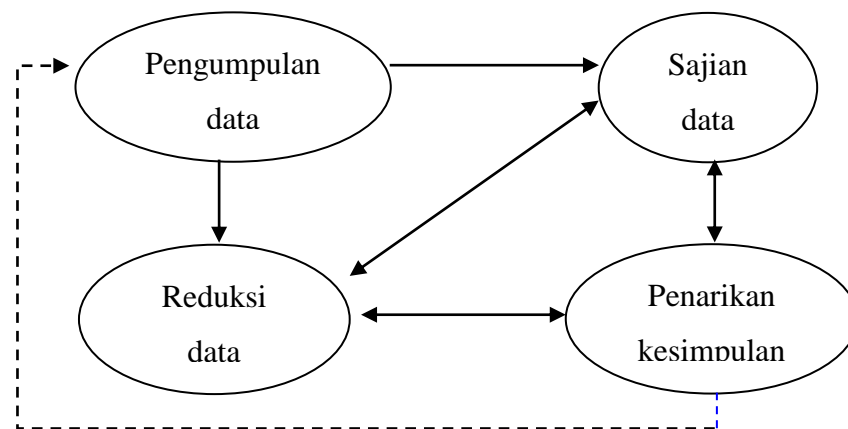 Pengumpulan
data
Sajian
data
Reduksi
data
Penarikan
kesimpulan